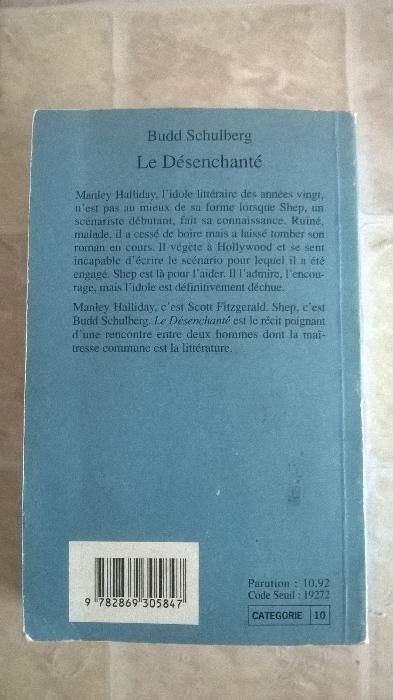 Budd Schulberg
Le Désenchanté
Manley Halliday, l'idole littéraire des années vingt,
n'est pas au mieux de sa forme lorsque Shep, un
scénariste débutant, fait sa connaissance. Ruiné,
malade, il a cessé de boire mais a laissé tomber son
roman en cours. Il végète à Hollywood et se sent
incapable d'écrire le scénario pour lequel il a été
engagé. Shep est là pour l'aider. Il l'admire, l'encou-
rage, mais l'idole est définitivement déchue.
Manley Halliday, c'est Scott Fitzgerald. Shep, c'est
Budd Schulberg. Le Désenchanté est le récit poignant
d'une rencontre entre deux hommes dont la maî-
tresse commune est la littérature.
9 782869 305847
Parution : 10.92
Code Seuil : 19272
CATEGORIE 10